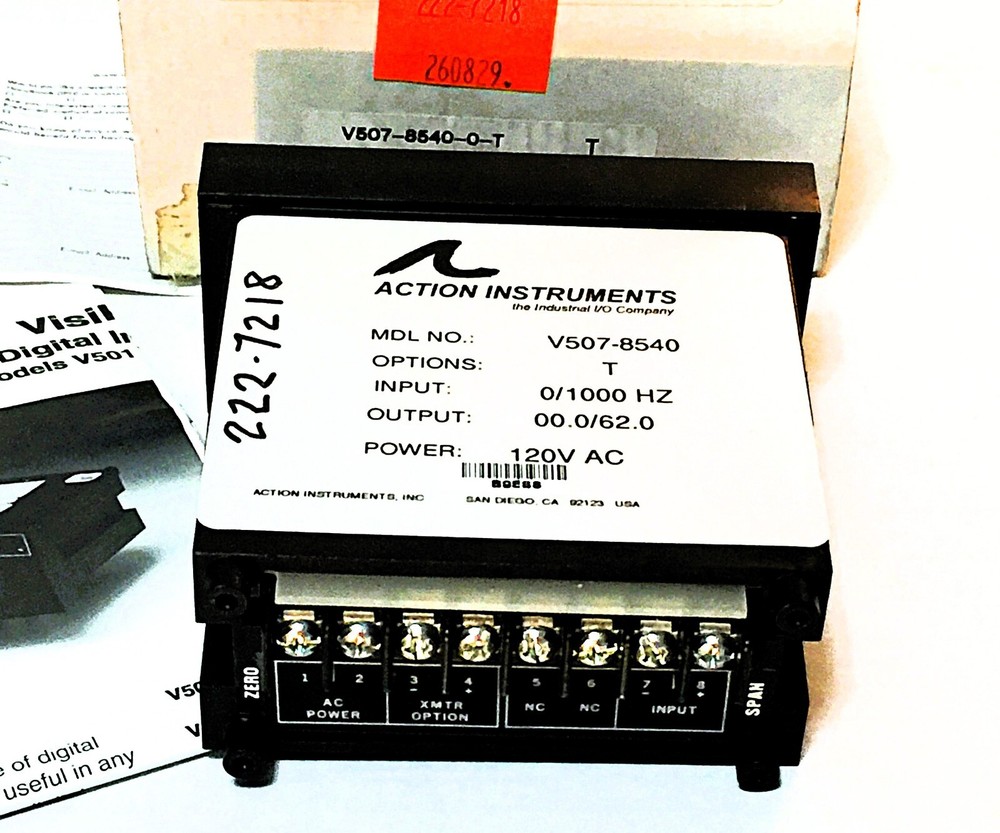 222-7218
260829.
V507-8540-0-T T
ACTION INSTRUMENTS
the Industrial I/O Company
222-7218
MDL NO.: V507-8540
OPTIONS: T
INPUT: 0/1000 HZ
OUTPUT: 00.0/62.0
POWER: 120V AC
ACTION INSTRUMENTS, INC SAN DIEGO, CA 92123 USA
Visil
Digital I
odels V501
ZERO
1 2 3 4 5 6 7 8
- + - +
AC POWER
XMTR OPTION
NC NC
INPUT
SPAN
V50
V
e of digital
useful in any